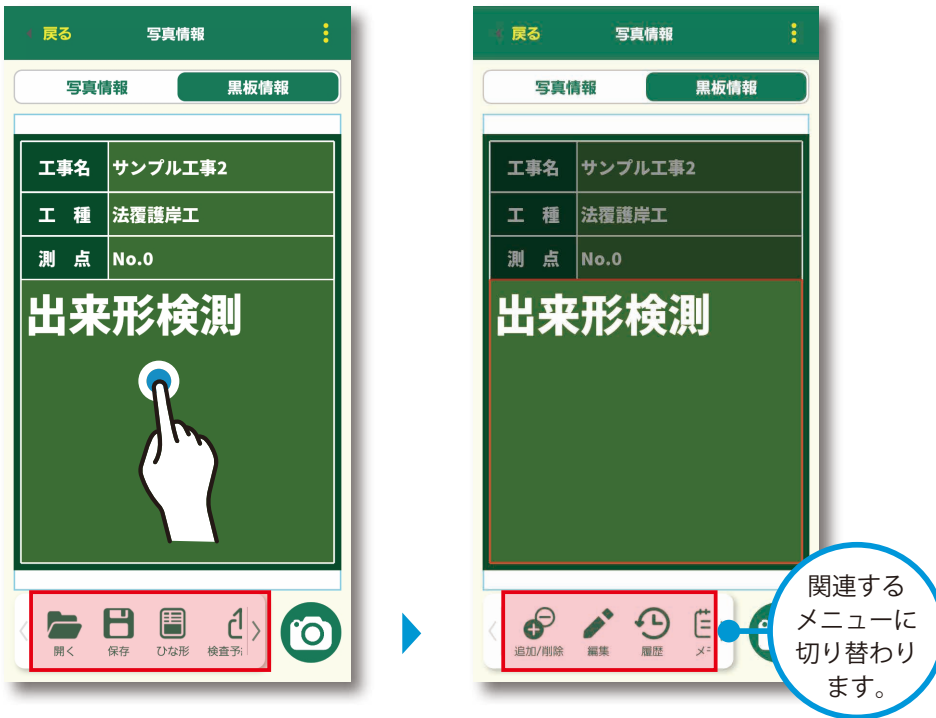 戻る 写真情報
写真情報 黒板情報
工事名 サンプル工事2
工 種 法覆護岸工
測 点 No.0
出来形検測
開く 保存 ひな形 検査予
戻る 写真情報
写真情報 黒板情報
工事名 サンプル工事2
工 種 法覆護岸工
測 点 No.0
出来形検測
追加/削除 編集 履歴 メ
関連する
メニューに
切り替わり
ます。